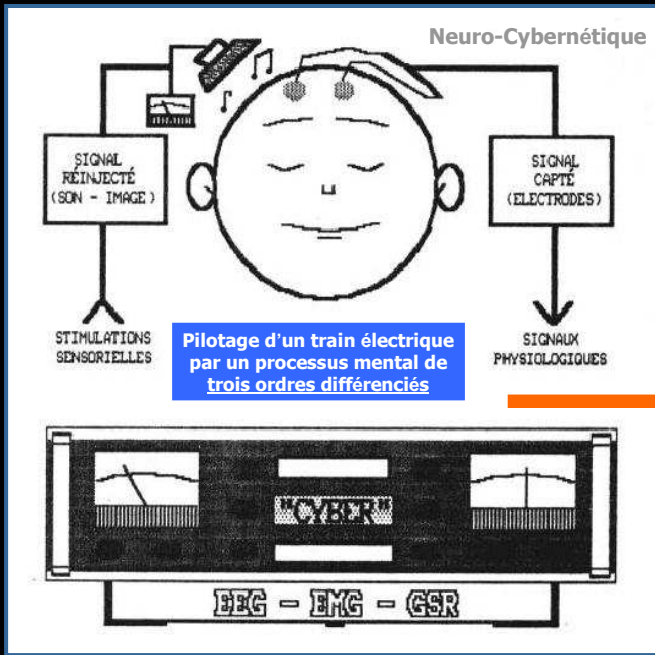 Neuro-Cybernétique
SIGNAL
RÉINJECTÉ
(SON - IMAGE)
SIGNAL
CAPTÉ
(ELECTRODES)
STIMULATIONS
SENSORIELLES
Pilotage d'un train électrique
par un processus mental de
trois ordres différenciés
SIGNAUX
PHYSIOLOGIQUES
"CYBER"
EEG - EMG - GSR